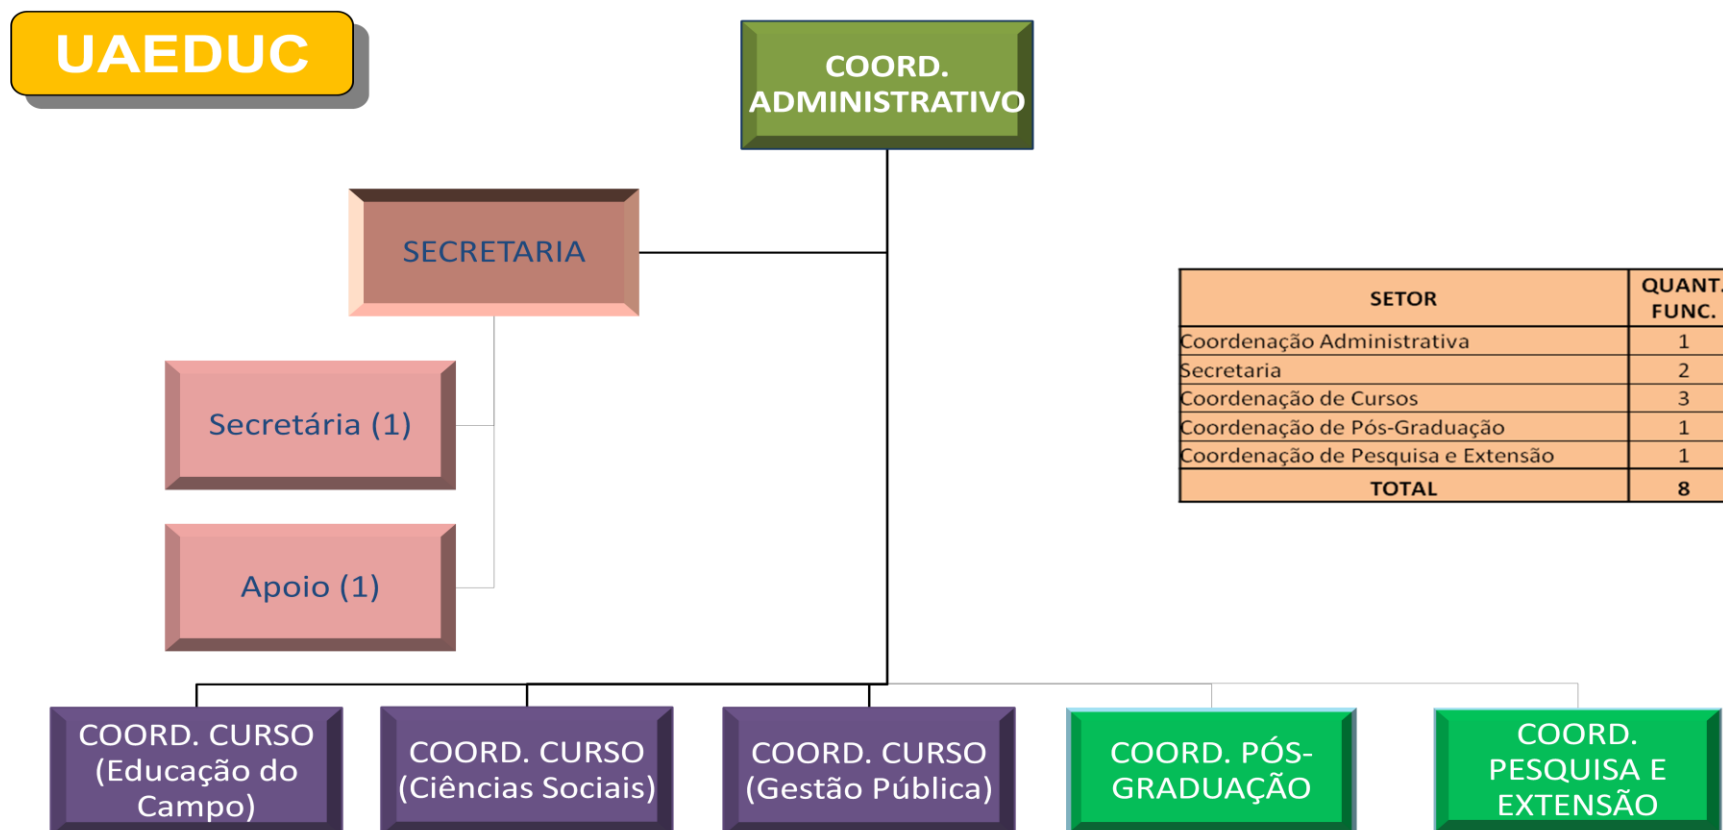 UAEDUC
COORD.
ADMINISTRATIVO
SECRETARIA
Secretária (1)
Apoio (1)
SETOR QUANT. FUNC.
Coordenação Administrativa 1
Secretaria 2
Coordenação de Cursos 3
Coordenação de Pós-Graduação 1
Coordenação de Pesquisa e Extensão 1
TOTAL 8
COORD. CURSO
(Educação do
Campo)
COORD. CURSO
(Ciências Sociais)
COORD. CURSO
(Gestão Pública)
COORD. PÓS-
GRADUAÇÃO
COORD.
PESQUISA E
EXTENSÃO